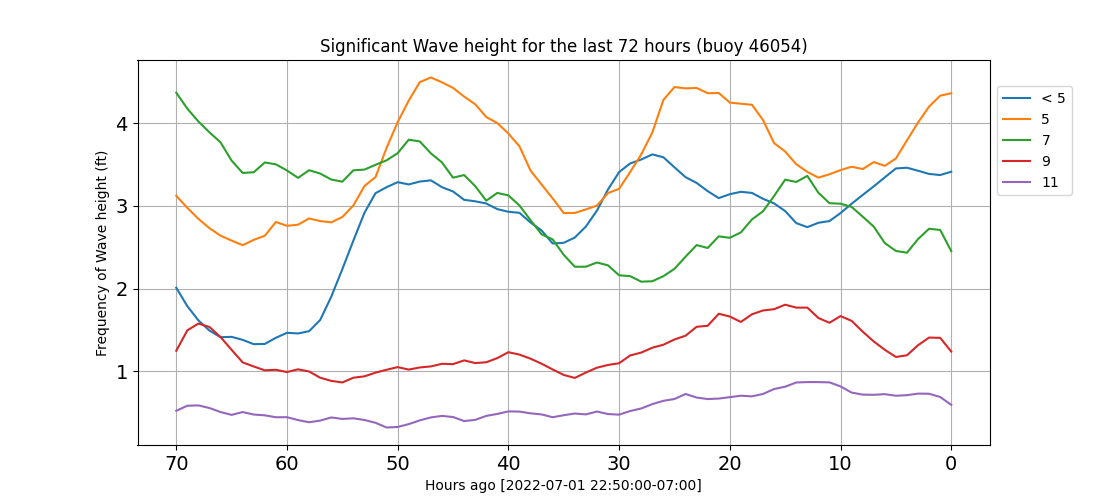 Significant Wave height for the last 72 hours (buoy 46054)
Frequency of Wave height (ft)
4
3
2
1
70 60 50 40 30 20 10 0
Hours ago [2022-07-01 22:50:00-07:00]
< 5
5
7
9
11